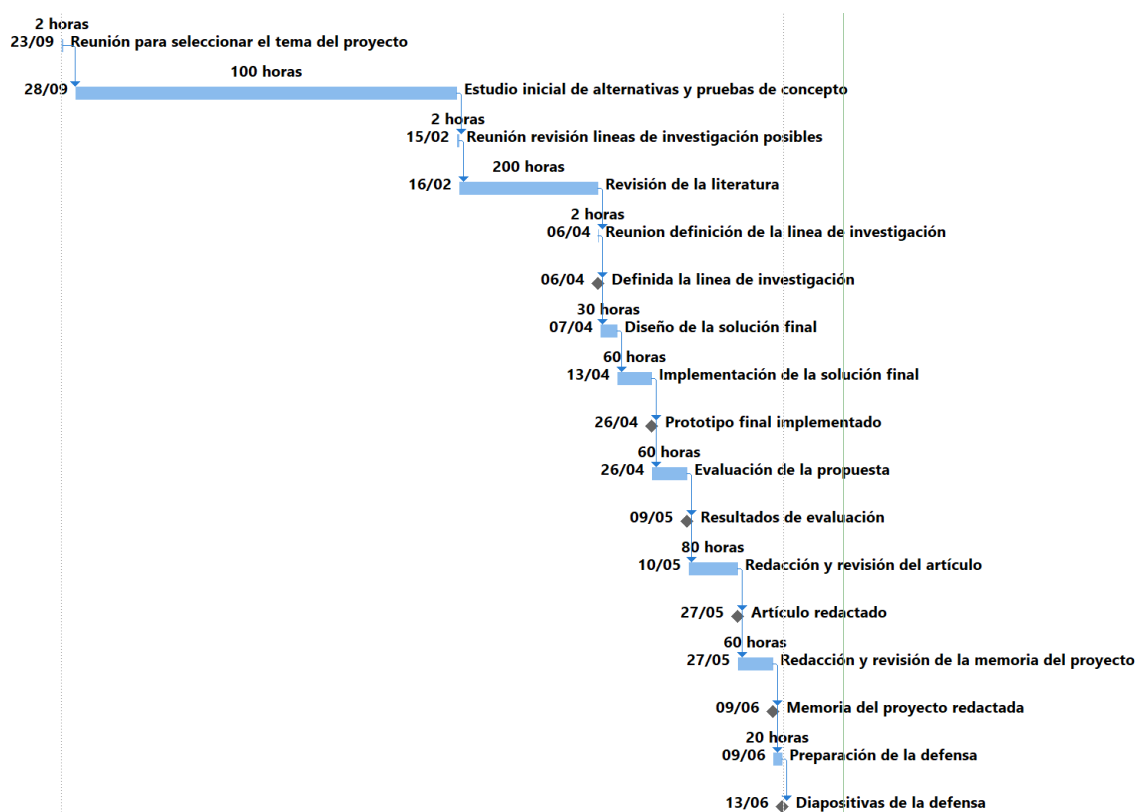 2 horas
23/09 Reunión para seleccionar el tema del proyecto
100 horas
28/09 Estudio inicial de alternativas y pruebas de concepto
2 horas
15/02 Reunión revisión lineas de investigación posibles
200 horas
16/02 Revisión de la literatura
2 horas
06/04 Reunion definición de la linea de investigación
06/04 Definida la linea de investigación
30 horas
07/04 Diseño de la solución final
60 horas
13/04 Implementación de la solución final
26/04 Prototipo final implementado
60 horas
26/04 Evaluación de la propuesta
09/05 Resultados de evaluación
80 horas
10/05 Redacción y revisión del artículo
27/05 Artículo redactado
60 horas
27/05 Redacción y revisión de la memoria del proyecto
09/06 Memoria del proyecto redactada
20 horas
09/06 Preparación de la defensa
13/06 Diapositivas de la defensa